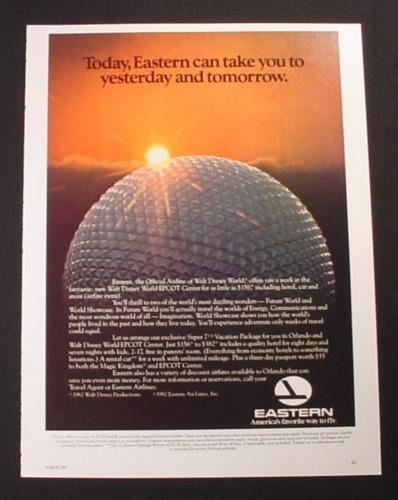 Today, Eastern can take you to
yesterday and tomorrow.
Eastern, the Official Airline of Walt Disney World, offers you a week at the
fantastic, new Walt Disney World EPCOT Center for as little as $156* including hotel, car and
more (airfare extra).
You'll thrill to two of the world's most dazzling wonders — Future World and
World Showcase. In Future World you'll actually travel the worlds of Energy, Communications and
the most wondrous world of all — Imagination. World Showcase shows you how the world's
people lived in the past and how they live today. You'll experience adventure only weeks of travel
could equal.
Let us arrange our exclusive Super 7 Vacation Package for you in Orlando and
Walt Disney World EPCOT Center. Just $156* to $382* includes a quality hotel for eight days and
seven nights with kids, 2-17, free in parents' room. (Everything from economy hotels to something
luxurious.) A rental car for a week with unlimited mileage. Plus a three-day passport worth $35
to both the Magic Kingdom and EPCOT Center.
Eastern also has a variety of discount airfares available to Orlando that can
save you even more money. For more information or reservations, call your
Travel Agent or Eastern Airlines.
© 1982 Walt Disney Productions. © 1982 Eastern Air Lines, Inc.
EASTERN
America's favorite way to fly.